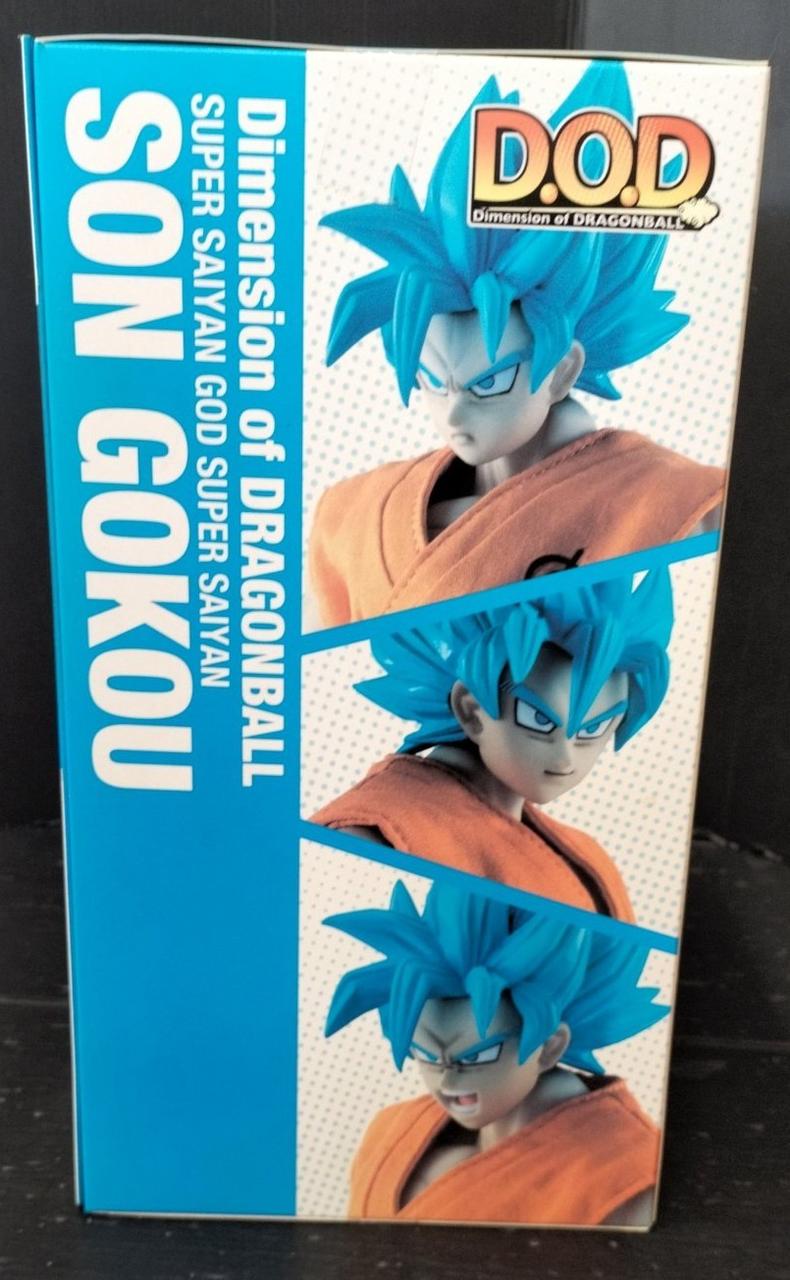 D.O.D
Dimension of DRAGONBALL
Dimension of DRAGONBALL
SUPER SAIYAN GOD SUPER SAIYAN
SON GOKOU